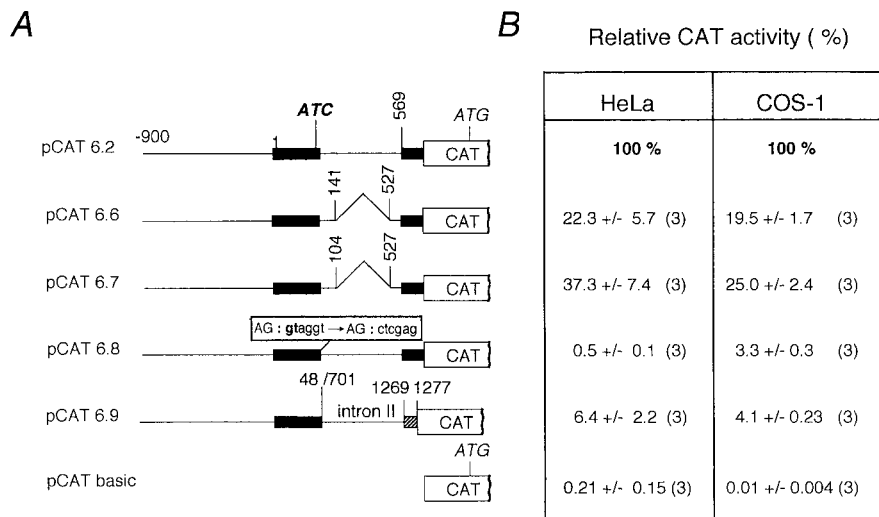 A
B
Relative CAT activity ( %)
HeLa COS-1
ATC 569 ATG
pCAT 6.2 -900 1 CAT 100 % 100 %
141 527
pCAT 6.6 CAT 22.3 +/- 5.7 (3) 19.5 +/- 1.7 (3)
104 527
pCAT 6.7 CAT 37.3 +/- 7.4 (3) 25.0 +/- 2.4 (3)
AG : gtaggt → AG : ctcgag
pCAT 6.8 CAT 0.5 +/- 0.1 (3) 3.3 +/- 0.3 (3)
48 /701 1269 1277
intron II
pCAT 6.9 CAT 6.4 +/- 2.2 (3) 4.1 +/- 0.23 (3)
ATG
pCAT basic CAT 0.21 +/- 0.15 (3) 0.01 +/- 0.004 (3)